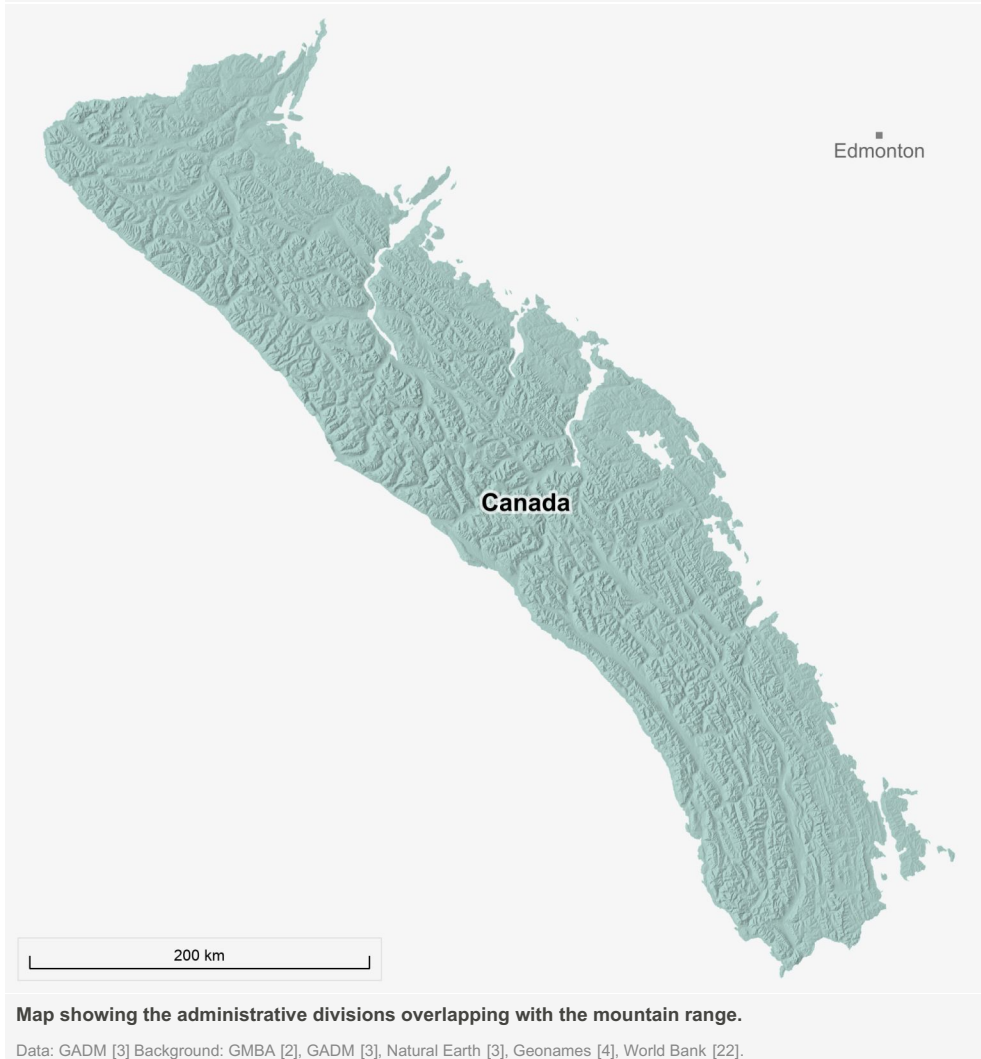 Edmonton
Canada
200 km
Map showing the administrative divisions overlapping with the mountain range.
Data: GADM [3] Background: GMBA [2], GADM [3], Natural Earth [3], Geonames [4], World Bank [22].